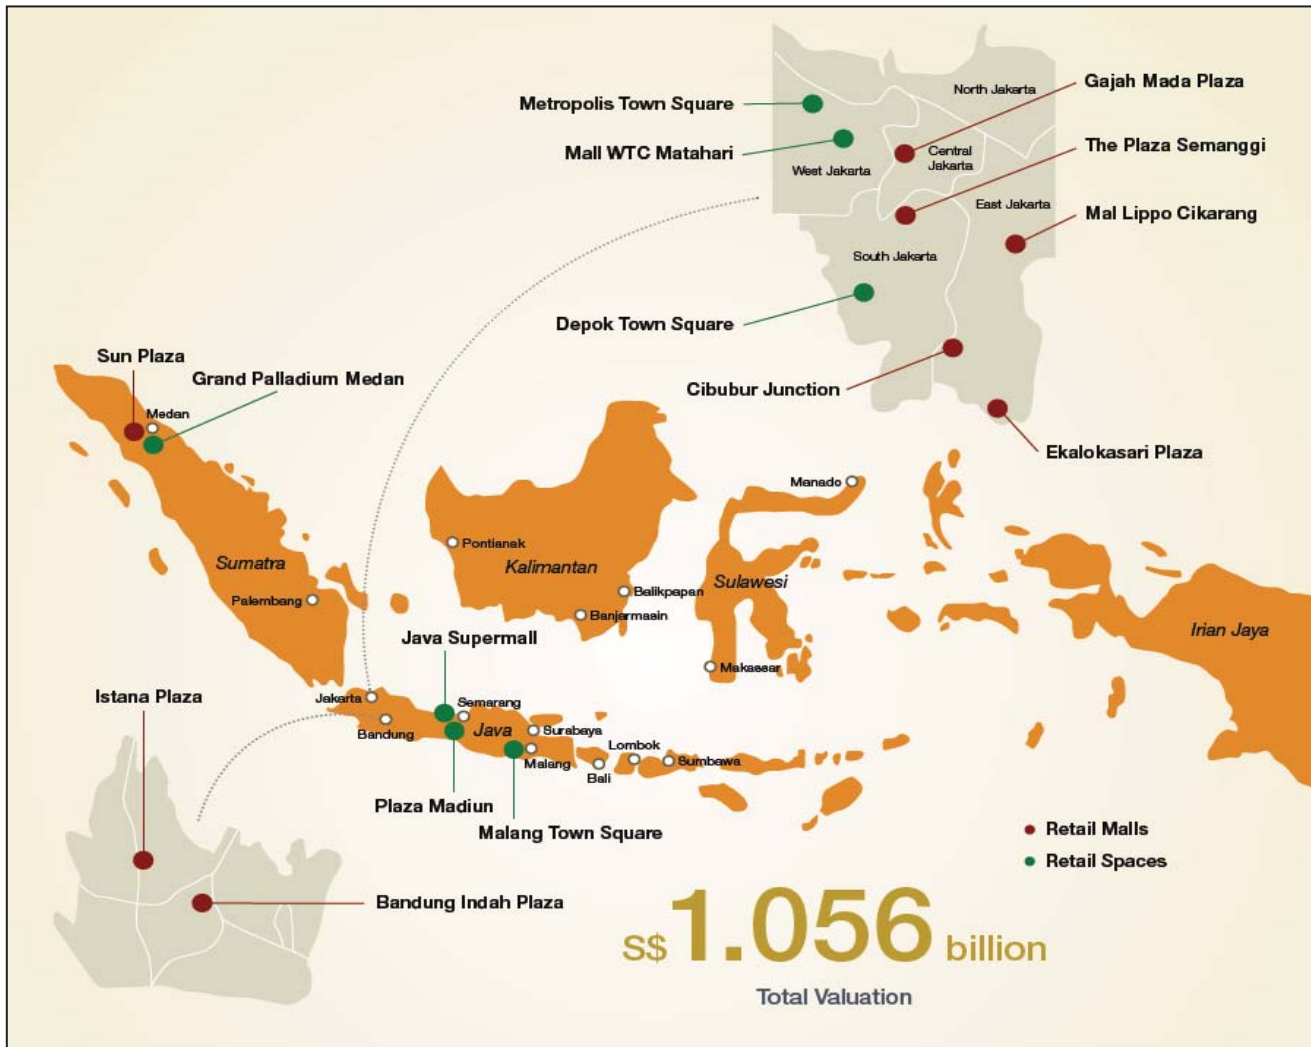 Metropolis Town Square
Mall WTC Matahari
North Jakarta
Gajah Mada Plaza
Central
Jakarta
The Plaza Semanggi
West Jakarta
East Jakarta
Mal Lippo Cikarang
South Jakarta
Depok Town Square
Cibubur Junction
Ekalokasari Plaza
Sun Plaza
Grand Palladium Medan
Medan
Manado
Pontianak
Sumatra
Kalimantan
Sulawesi
Palembang
Balikpapan
Banjarmasin
Irian Jaya
Java Supermall
Makassar
Istana Plaza
Jakarta
Semarang
Bandung
Java
Surabaya
Lombok
Malang
Bali
Sumbawa
Plaza Madiun
Malang Town Square
Retail Malls
Retail Spaces
Bandung Indah Plaza
S$ 1.056 billion
Total Valuation